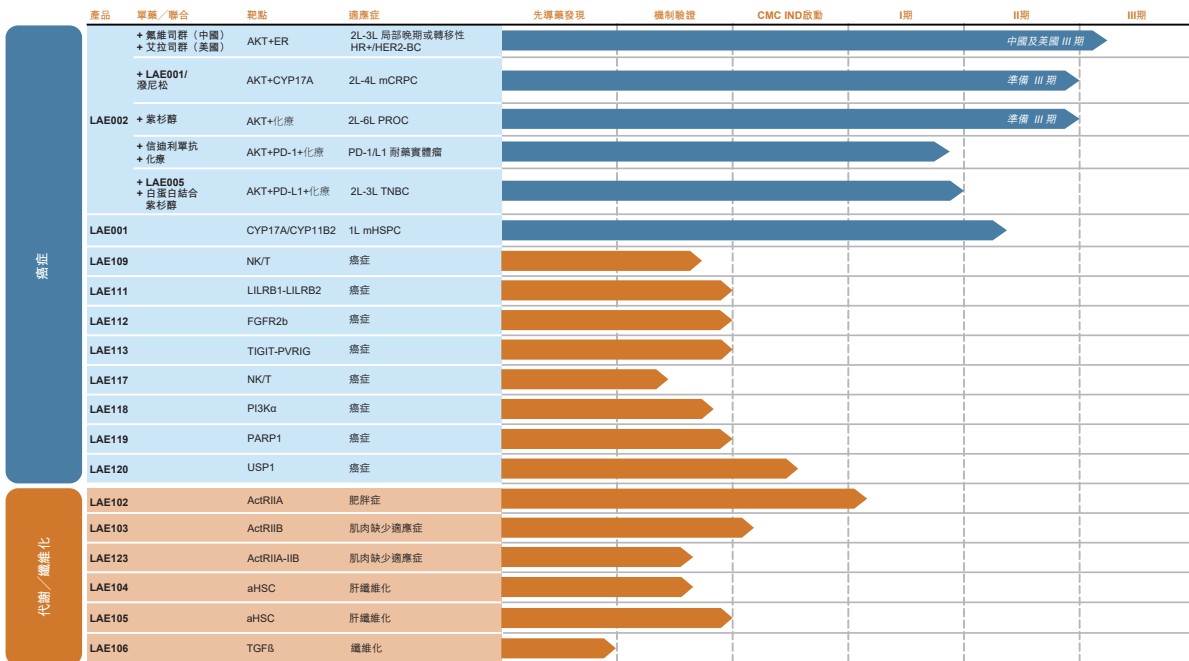 產品 單藥／聯合 靶點 適應症 先導藥發現 機制驗證 CMC IND啟動 I期 II期 III期
癌症
LAE002
+ 氟維司群（中國）
+ 艾拉司群（美國）
AKT+ER
2L-3L 局部晚期或轉移性
HR+/HER2-BC
中國及美國 III 期
+ LAE001/
潑尼松
AKT+CYP17A
2L-4L mCRPC
準備 III 期
+ 紫杉醇
AKT+化療
2L-6L PROC
準備 III 期
+ 信迪利單抗
+ 化療
AKT+PD-1+化療
PD-1/L1 耐藥實體瘤
+ LAE005
+ 白蛋白結合
紫杉醇
AKT+PD-L1+化療
2L-3L TNBC
LAE001 CYP17A/CYP11B2 1L mHSPC
LAE109 NK/T 癌症
LAE111 LILRB1-LILRB2 癌症
LAE112 FGFR2b 癌症
LAE113 TIGIT-PVRIG 癌症
LAE117 NK/T 癌症
LAE118 PI3Kα 癌症
LAE119 PARP1 癌症
LAE120 USP1 癌症
代謝／纖維化
LAE102 ActRIIA 肥胖症
LAE103 ActRIIB 肌肉缺少適應症
LAE123 ActRIIA-IIB 肌肉缺少適應症
LAE104 aHSC 肝纖維化
LAE105 aHSC 肝纖維化
LAE106 TGFß 纖維化